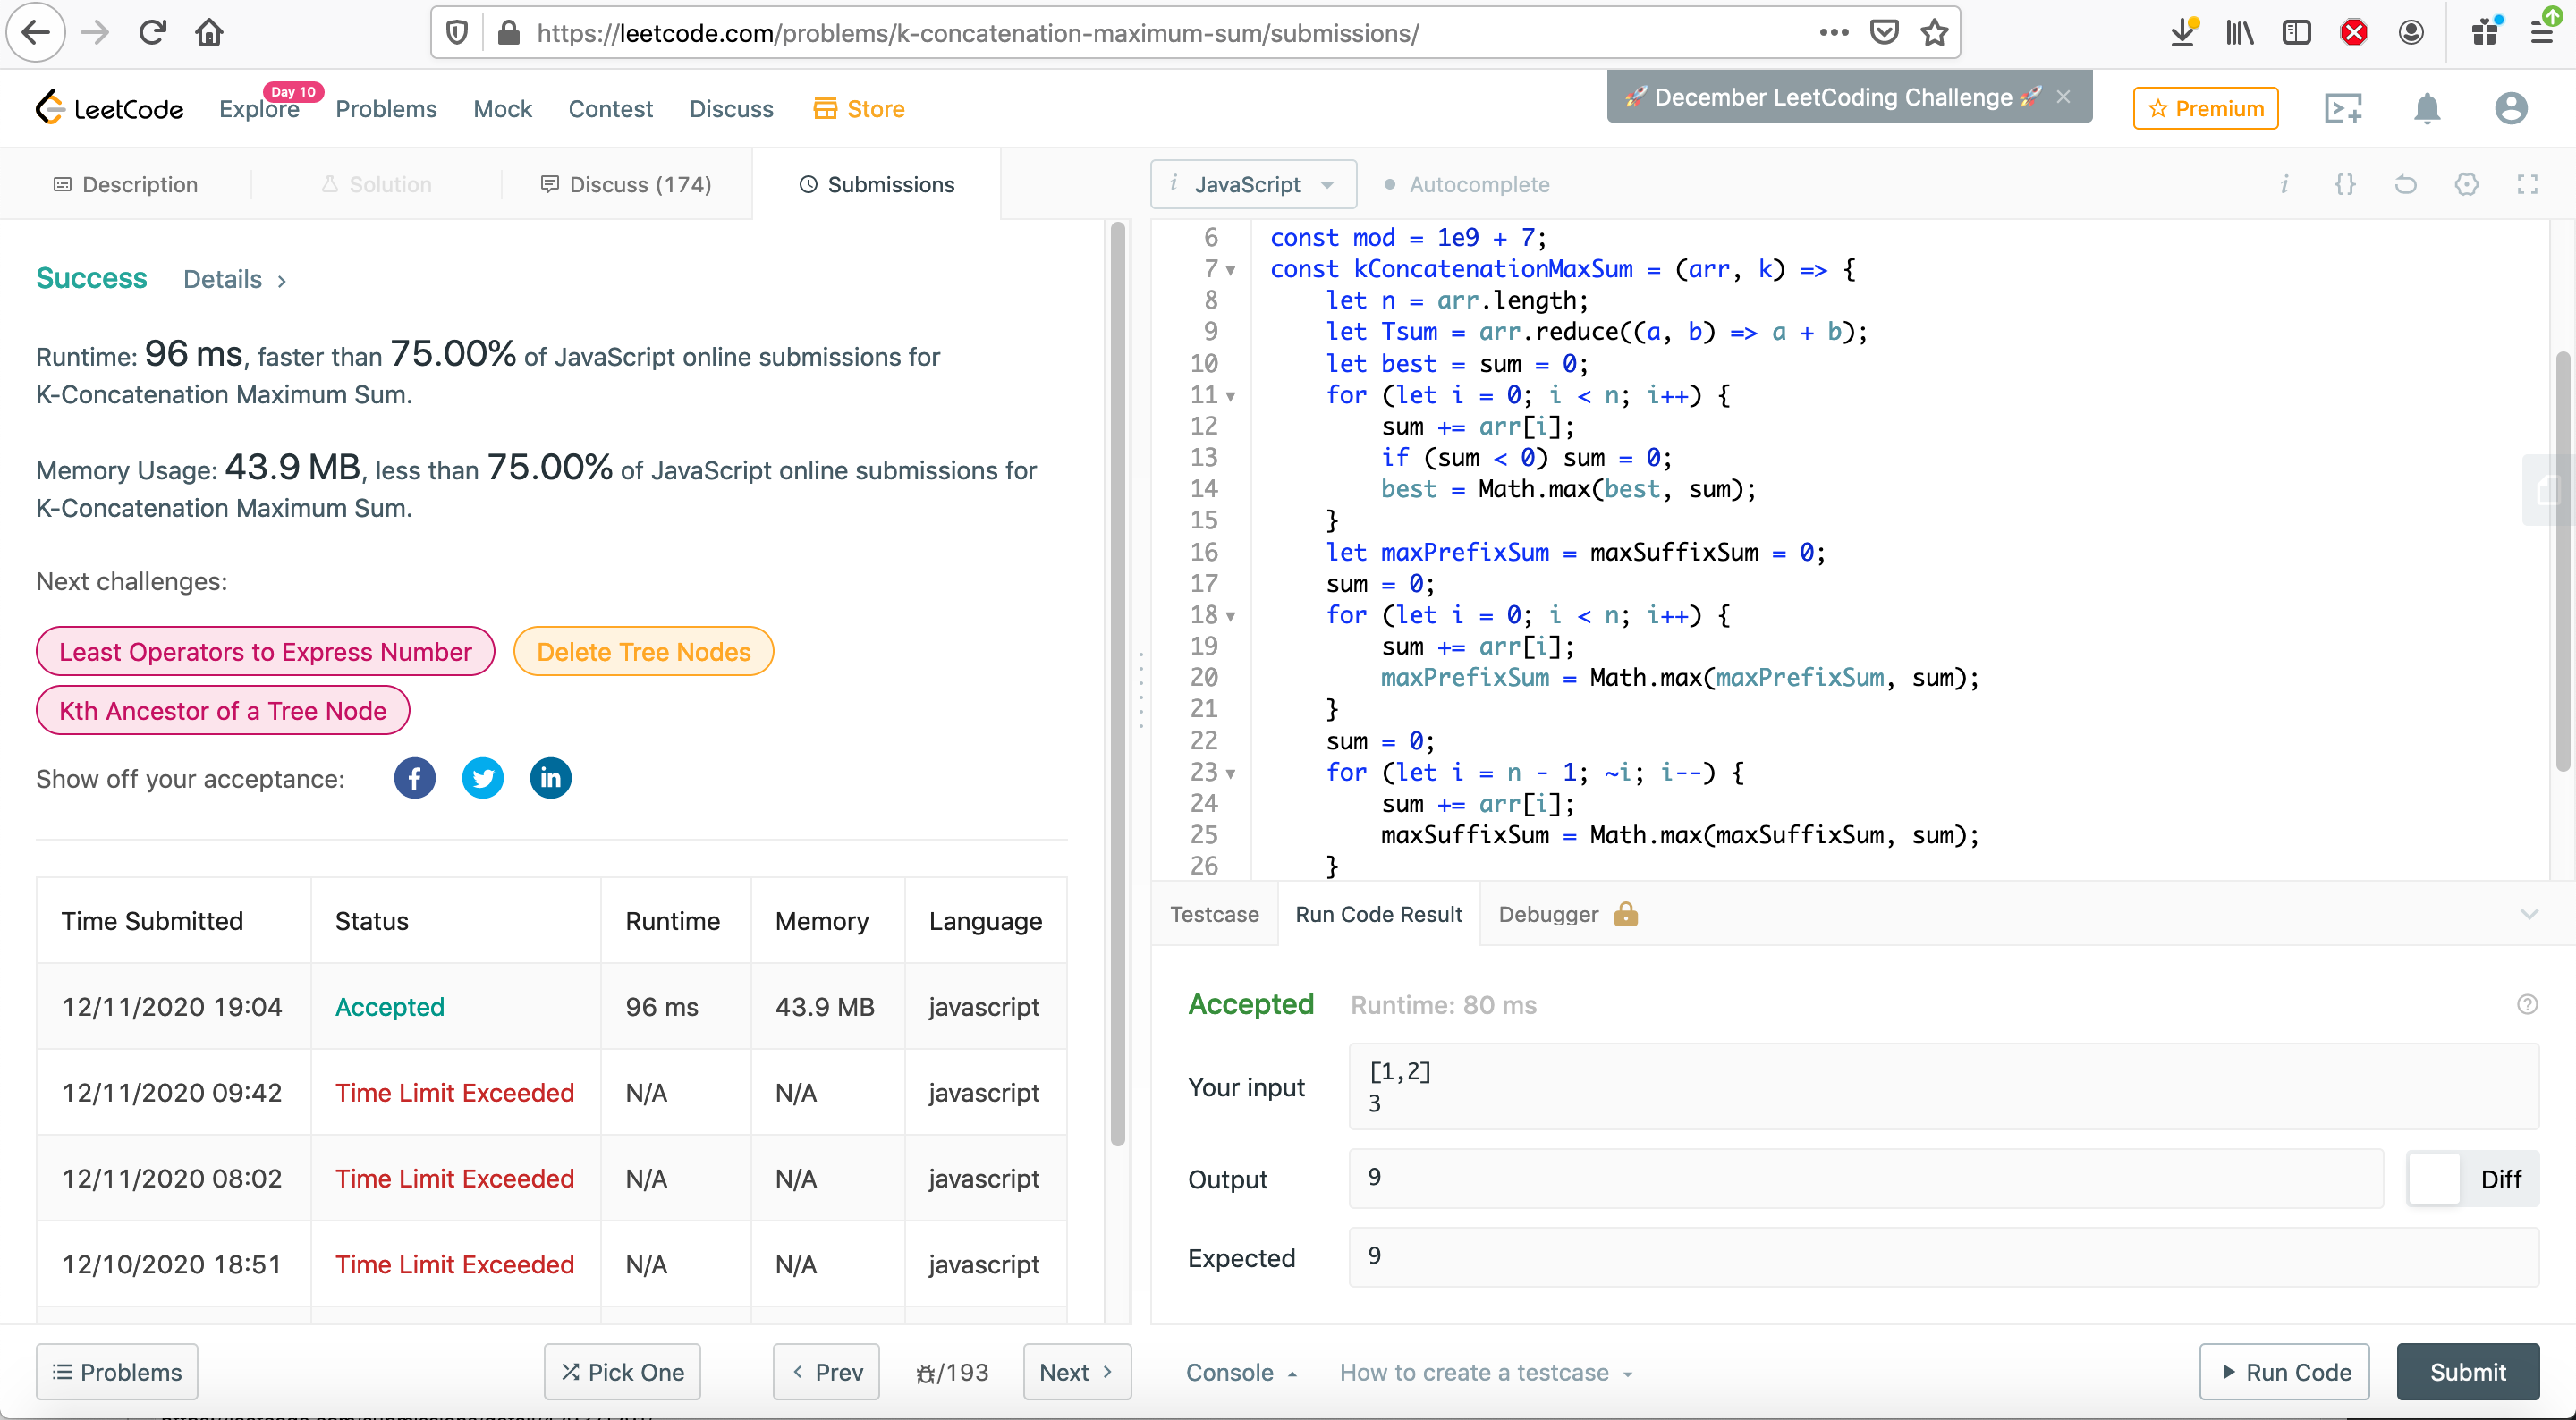 https://leetcode.com/problems/k-concatenation-maximum-sum/submissions/
LeetCode
Explore
Day 10
Problems
Mock
Contest
Discuss
Store
🚀 December LeetCoding Challenge 🚀 ×
Premium
Description
Solution
Discuss (174)
Submissions
Success
Details >
Runtime: 96 ms, faster than 75.00% of JavaScript online submissions for
K-Concatenation Maximum Sum.
Memory Usage: 43.9 MB, less than 75.00% of JavaScript online submissions for
K-Concatenation Maximum Sum.
Next challenges:
Least Operators to Express Number
Delete Tree Nodes
Kth Ancestor of a Tree Node
Show off your acceptance:
Time Submitted Status Runtime Memory Language
12/11/2020 19:04 Accepted 96 ms 43.9 MB javascript
12/11/2020 09:42 Time Limit Exceeded N/A N/A javascript
12/11/2020 08:02 Time Limit Exceeded N/A N/A javascript
12/10/2020 18:51 Time Limit Exceeded N/A N/A javascript
Problems
Pick One
< Prev
/193
Next >
i JavaScript
Autocomplete
i {}
6 const mod = 1e9 + 7;
7 const kConcatenationMaxSum = (arr, k) => {
8 let n = arr.length;
9 let Tsum = arr.reduce((a, b) => a + b);
10 let best = sum = 0;
11 for (let i = 0; i < n; i++) {
12 sum += arr[i];
13 if (sum < 0) sum = 0;
14 best = Math.max(best, sum);
15 }
16 let maxPrefixSum = maxSuffixSum = 0;
17 sum = 0;
18 for (let i = 0; i < n; i++) {
19 sum += arr[i];
20 maxPrefixSum = Math.max(maxPrefixSum, sum);
21 }
22 sum = 0;
23 for (let i = n - 1; ~i; i--) {
24 sum += arr[i];
25 maxSuffixSum = Math.max(maxSuffixSum, sum);
26 }
Testcase
Run Code Result
Debugger
Accepted
Runtime: 80 ms
Your input
[1,2]
3
Output
9
Diff
Expected
9
Console
How to create a testcase
Run Code
Submit